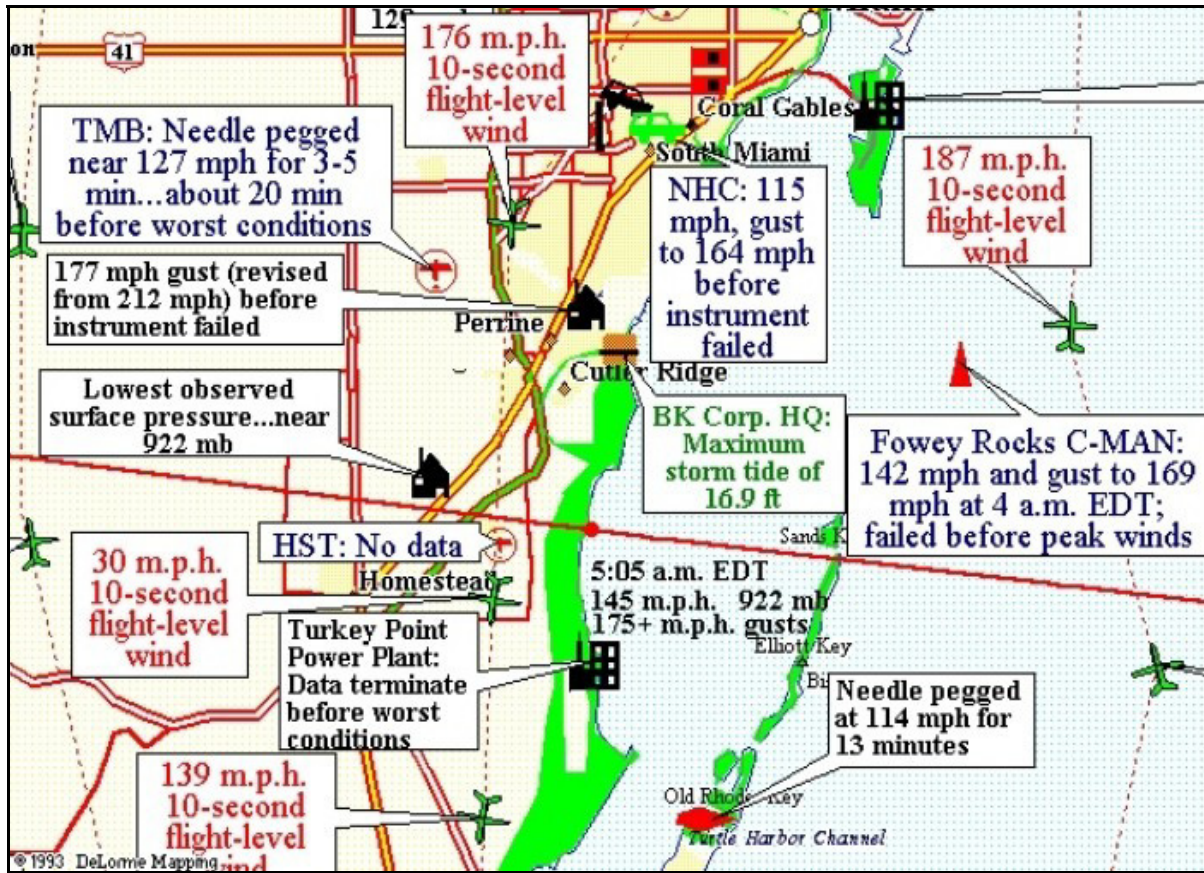 129
Miami
on
41
176 m.p.h.
10-second
flight-level
wind
Coral Gables
TMB: Needle pegged
near 127 mph for 3-5
min...about 20 min
before worst conditions
South Miami
187 m.p.h.
10-second
flight-level
wind
NHC: 115
mph, gust
to 164 mph
before
instrument
failed
177 mph gust (revised
from 212 mph) before
instrument failed
Perrine
Cutler Ridge
Lowest observed
surface pressure...near
922 mb
BK Corp. HQ:
Maximum
storm tide of
16.9 ft
Fowey Rocks C-MAN:
142 mph and gust to 169
mph at 4 a.m. EDT;
failed before peak winds
HST: No data
Sands K
30 m.p.h.
10-second
flight-level
wind
Homestead
5:05 a.m. EDT
145 m.p.h. 922 mb
175+ m.p.h. gusts
Turkey Point
Power Plant:
Data terminate
before worst
conditions
Elliott Key
Bis
Needle pegged
at 114 mph for
13 minutes
139 m.p.h.
10-second
flight-level
wind
Old Rhodes Key
Turtle Harbor Channel
© 1993 DeLorme Mapping